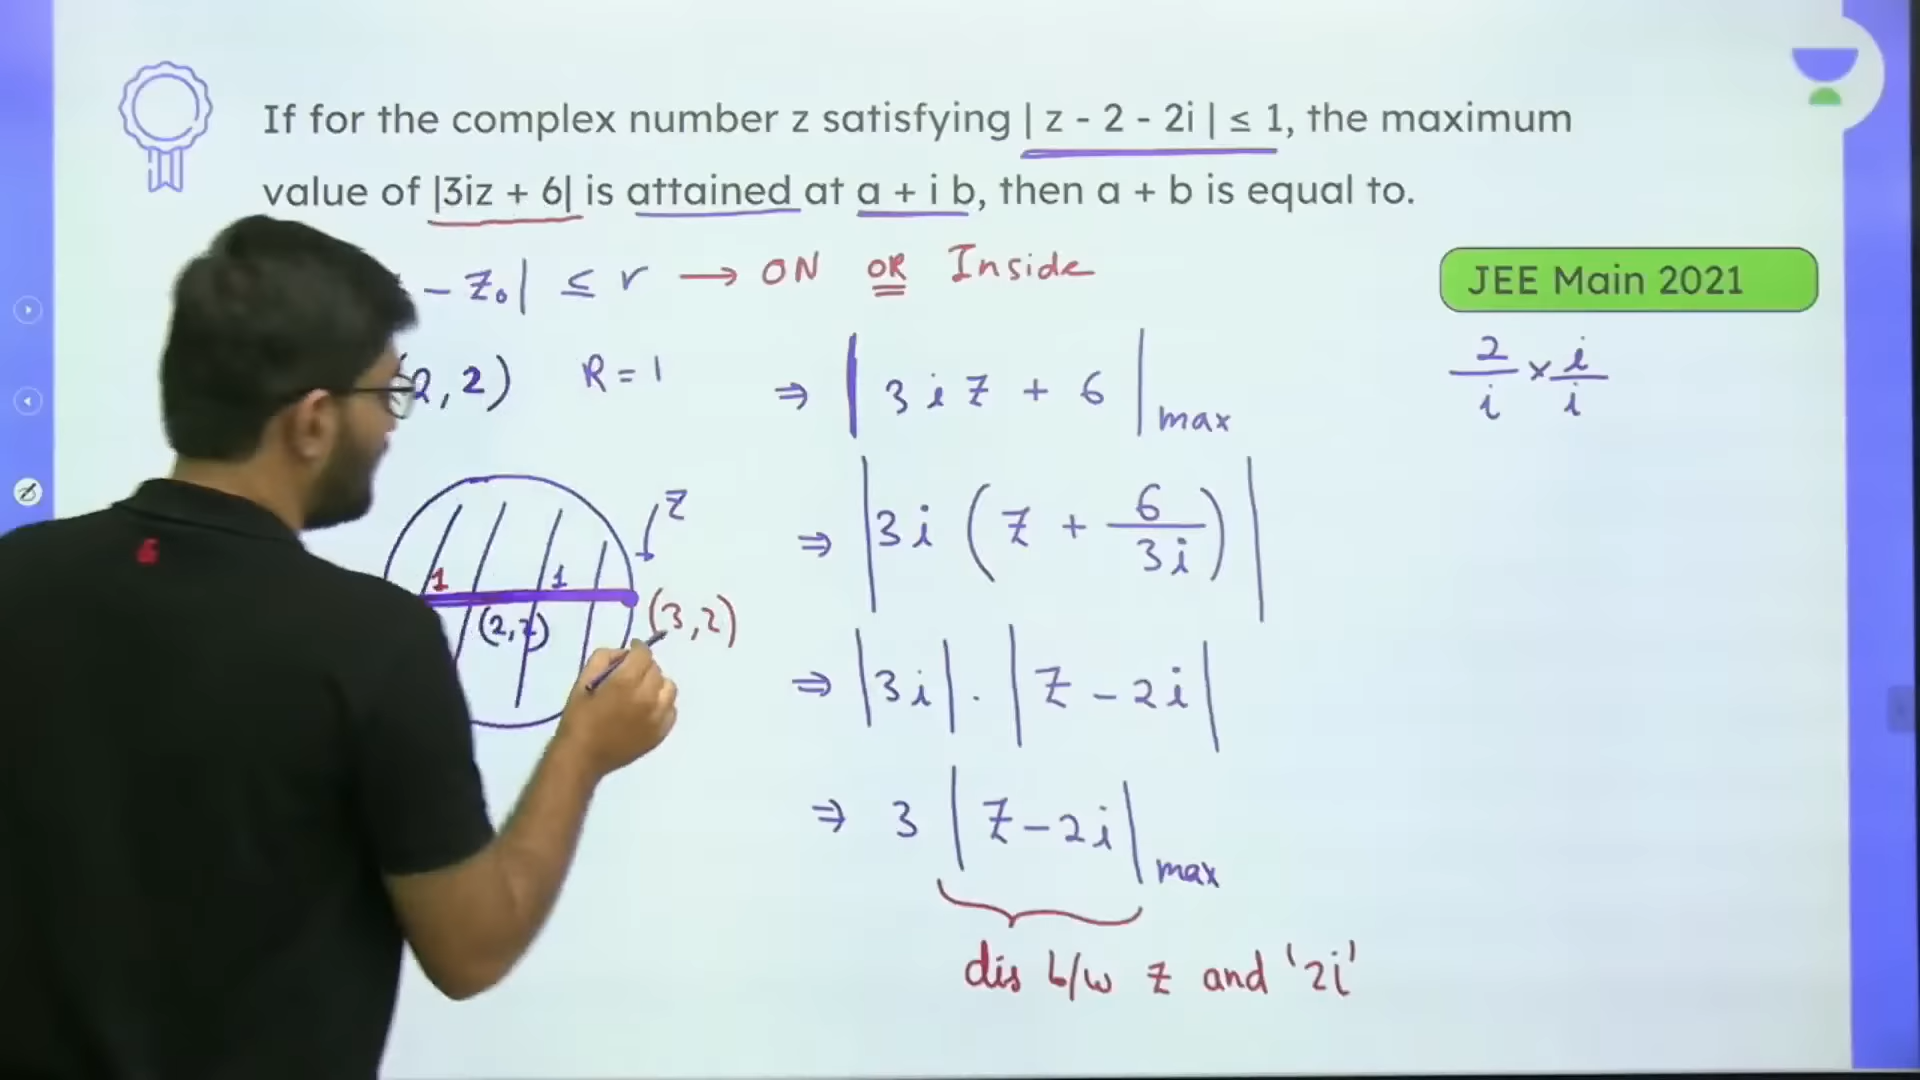 If for the complex number z satisfying | z - 2 - 2i | ≤ 1, the maximum
value of |3iz + 6| is attained at a + i b, then a + b is equal to.
JEE Main 2021
- z₀| ≤ r → ON OR Inside
(2, 2) R = 1
⇒ | 3 i z + 6 | max
2/i × i/i
⇒ |3i ( z + 6/3i )|
z
1 1
(2,2)
(3,2)
⇒ |3i| . | z - 2i |
⇒ 3 | z - 2i | max
dis b/w z and '2i'